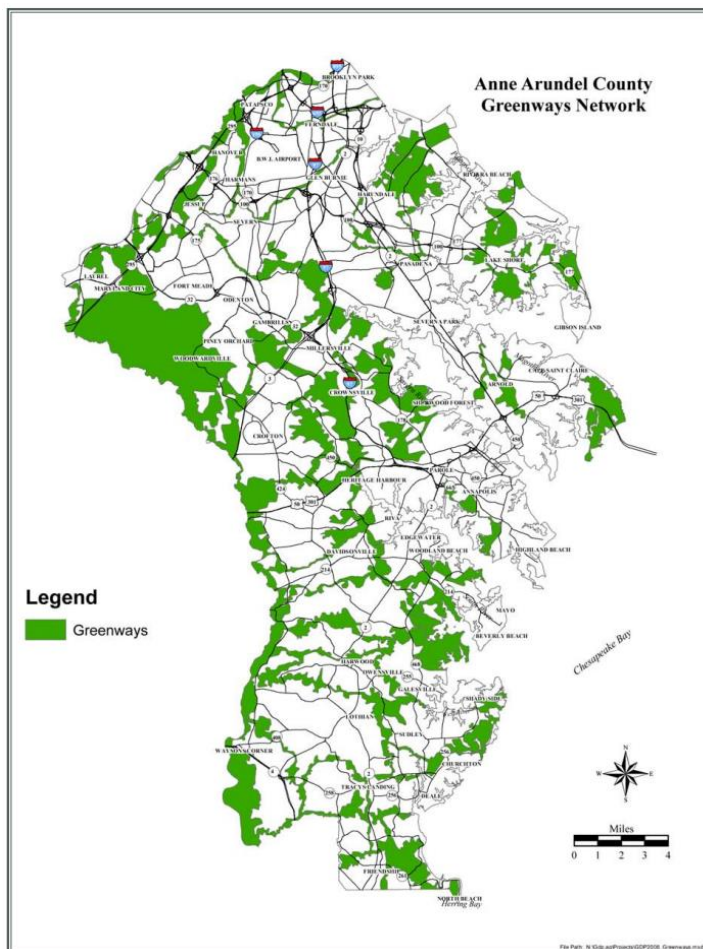 Anne Arundel County
Greenways Network
BROOKLYN PARK
PATAPSCO
FERNDALE
HANOVER
B.W.I. AIRPORT
GLEN BURNIE
HARMANS
RIVIERA BEACH
JESSUP
SEVERN
LAUREL
MARYLAND CITY
FORT MEADE
ODENTON
PASADENA
LAKE SHORE
GIBSON ISLAND
GAMBRILLS
SEVERNA PARK
PINEY ORCHARD
MILLERSVILLE
WOODWARDVILLE
CAPE SAINT CLAIRE
ARNOLD
CROWNSVILLE
SHERWOOD FOREST
CROFTON
PAROLE
HERITAGE HARBOUR
ANNAPOLIS
RIVA
EDGEWATER
DAVIDSONVILLE
WOODLAND BEACH
HIGHLAND BEACH
Legend
Greenways
MAYO
BEVERLY BEACH
Chesapeake Bay
HARWOOD
OWENSVILLE
GALESVILLE
SHADY SIDE
LOTHIAN
SUDLEY
WAYSONS CORNER
CHURCHTON
TRACYS LANDING
DEALE
N
W
E
S
Miles
0 1 2 3 4
FRIENDSHIP
NORTH BEACH
Herring Bay